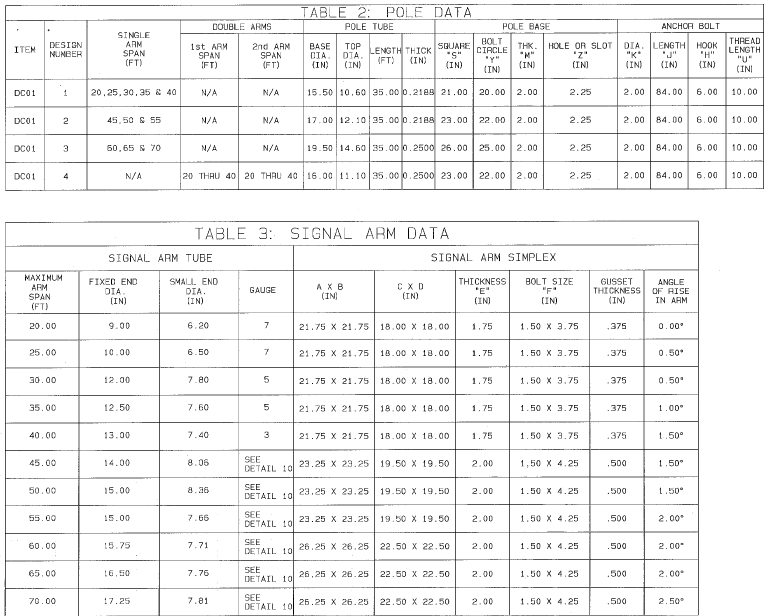 TABLE 2: POLE DATA
DOUBLE ARMS POLE TUBE POLE BASE ANCHOR BOLT
ITEM DESIGN NUMBER SINGLE ARM SPAN (FT) 1st ARM SPAN (FT) 2nd ARM SPAN (FT) BASE DIA. (IN) TOP DIA. (IN) LENGTH (FT) THICK (IN) SQUARE "S" (IN) BOLT CIRCLE "Y" (IN) THK. "M" (IN) HOLE OR SLOT "Z" (IN) DIA. "K" (IN) LENGTH "J" (IN) HOOK "H" (IN) THREAD LENGTH "U" (IN)
DC01 1 20,25,30,35 & 40 N/A N/A 15.50 10.60 35.00 0.2188 21.00 20.00 2.00 2.25 2.00 84.00 6.00 10.00
DC01 2 45,50 & 55 N/A N/A 17.00 12.10 35.00 0.2188 23.00 22.00 2.00 2.25 2.00 84.00 6.00 10.00
DC01 3 60,65 & 70 N/A N/A 19.50 14.60 35.00 0.2500 26.00 25.00 2.00 2.25 2.00 84.00 6.00 10.00
DC01 4 N/A 20 THRU 40 20 THRU 40 16.00 11.10 35.00 0.2500 23.00 22.00 2.00 2.25 2.00 84.00 6.00 10.00
TABLE 3: SIGNAL ARM DATA
SIGNAL ARM TUBE SIGNAL ARM SIMPLEX
MAXIMUM ARM SPAN (FT) FIXED END DIA. (IN) SMALL END DIA. (IN) GAUGE A X B (IN) C X D (IN) THICKNESS "E" (IN) BOLT SIZE "F" (IN) GUSSET THICKNESS (IN) ANGLE OF RISE IN ARM
20.00 9.00 6.20 7 21.75 X 21.75 18.00 X 18.00 1.75 1.50 X 3.75 .375 0.00°
25.00 10.00 6.50 7 21.75 X 21.75 18.00 X 18.00 1.75 1.50 X 3.75 .375 0.50°
30.00 12.00 7.80 5 21.75 X 21.75 18.00 X 18.00 1.75 1.50 X 3.75 .375 0.50°
35.00 12.50 7.60 5 21.75 X 21.75 18.00 X 18.00 1.75 1.50 X 3.75 .375 1.00°
40.00 13.00 7.40 3 21.75 X 21.75 18.00 X 18.00 1.75 1.50 X 3.75 .375 1.50°
45.00 14.00 8.06 SEE DETAIL 10 23.25 X 23.25 19.50 X 19.50 2.00 1.50 X 4.25 .500 1.50°
50.00 15.00 8.36 SEE DETAIL 10 23.25 X 23.25 19.50 X 19.50 2.00 1.50 X 4.25 .500 1.50°
55.00 15.00 7.66 SEE DETAIL 10 23.25 X 23.25 19.50 X 19.50 2.00 1.50 X 4.25 .500 2.00°
60.00 15.75 7.71 SEE DETAIL 10 26.25 X 26.25 22.50 X 22.50 2.00 1.50 X 4.25 .500 2.00°
65.00 16.50 7.76 SEE DETAIL 10 26.25 X 26.25 22.50 X 22.50 2.00 1.50 X 4.25 .500 2.00°
70.00 17.25 7.81 SEE DETAIL 10 26.25 X 26.25 22.50 X 22.50 2.00 1.50 X 4.25 .500 2.50°